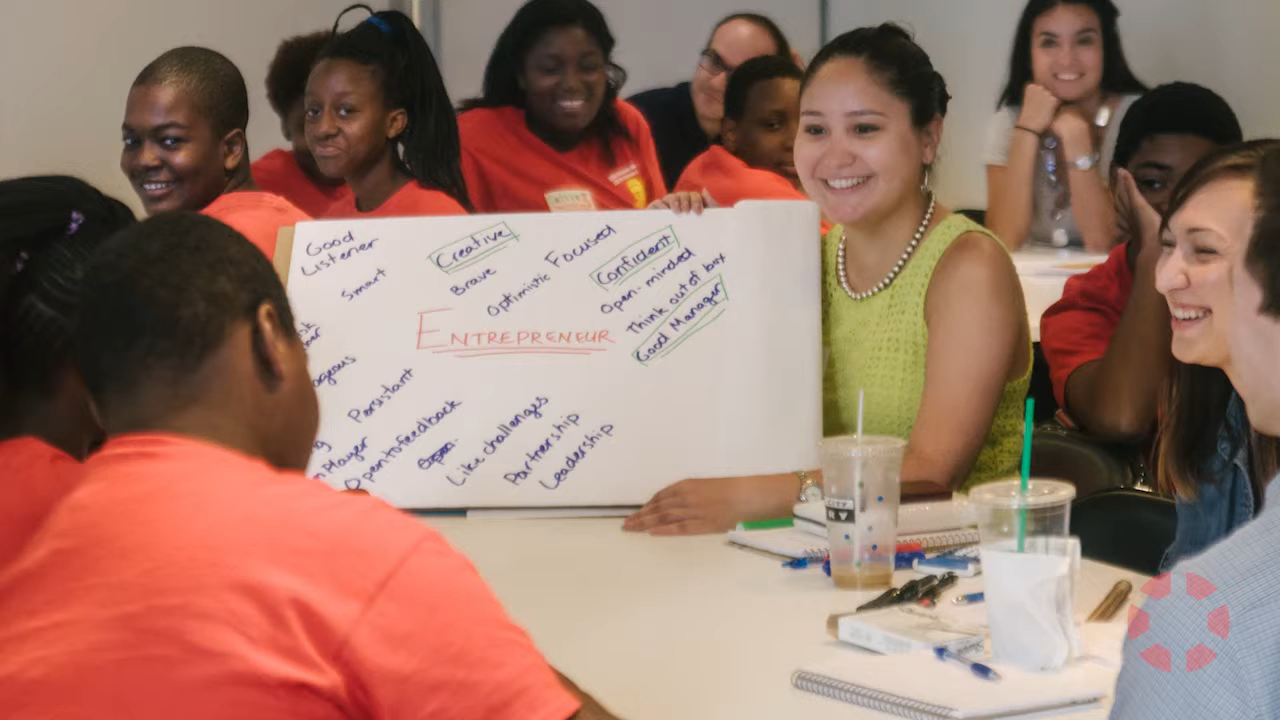 Good
Listener
Smart
Creative
Brave
Optimistic
Focused
Confident
Open-minded
Think out of box
Good Manager
ENTREPRENEUR
Persistant
Player
Open to feedback
Like challenges
Partnership
Leadership